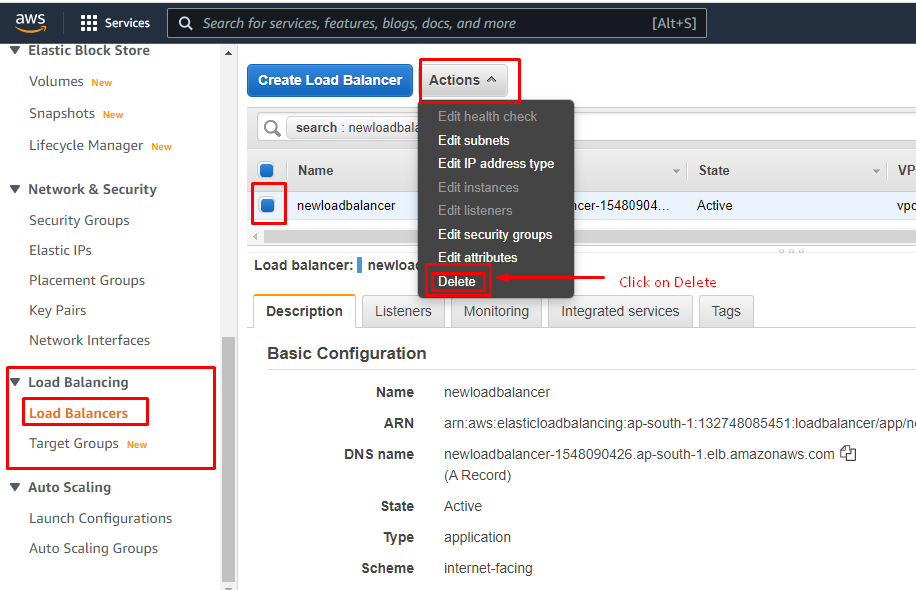 aws
Services
Search for services, features, blogs, docs, and more
[Alt+S]
Elastic Block Store
Volumes New
Snapshots New
Lifecycle Manager New
Network & Security
Security Groups
Elastic IPs
Placement Groups
Key Pairs
Network Interfaces
Load Balancing
Load Balancers
Target Groups New
Auto Scaling
Launch Configurations
Auto Scaling Groups
Create Load Balancer
Actions
search : newloadbala
Edit health check
Edit subnets
Edit IP address type
Edit instances
Edit listeners
Edit security groups
Edit attributes
Delete
Click on Delete
Name
State
VP
newloadbalancer
ncer-15480904...
Active
vpc
Load balancer: newload
Description
Listeners
Monitoring
Integrated services
Tags
Basic Configuration
Name newloadbalancer
ARN arn:aws:elasticloadbalancing:ap-south-1:132748085451:loadbalancer/app/ne
DNS name newloadbalancer-1548090426.ap-south-1.elb.amazonaws.com
(A Record)
State Active
Type application
Scheme internet-facing